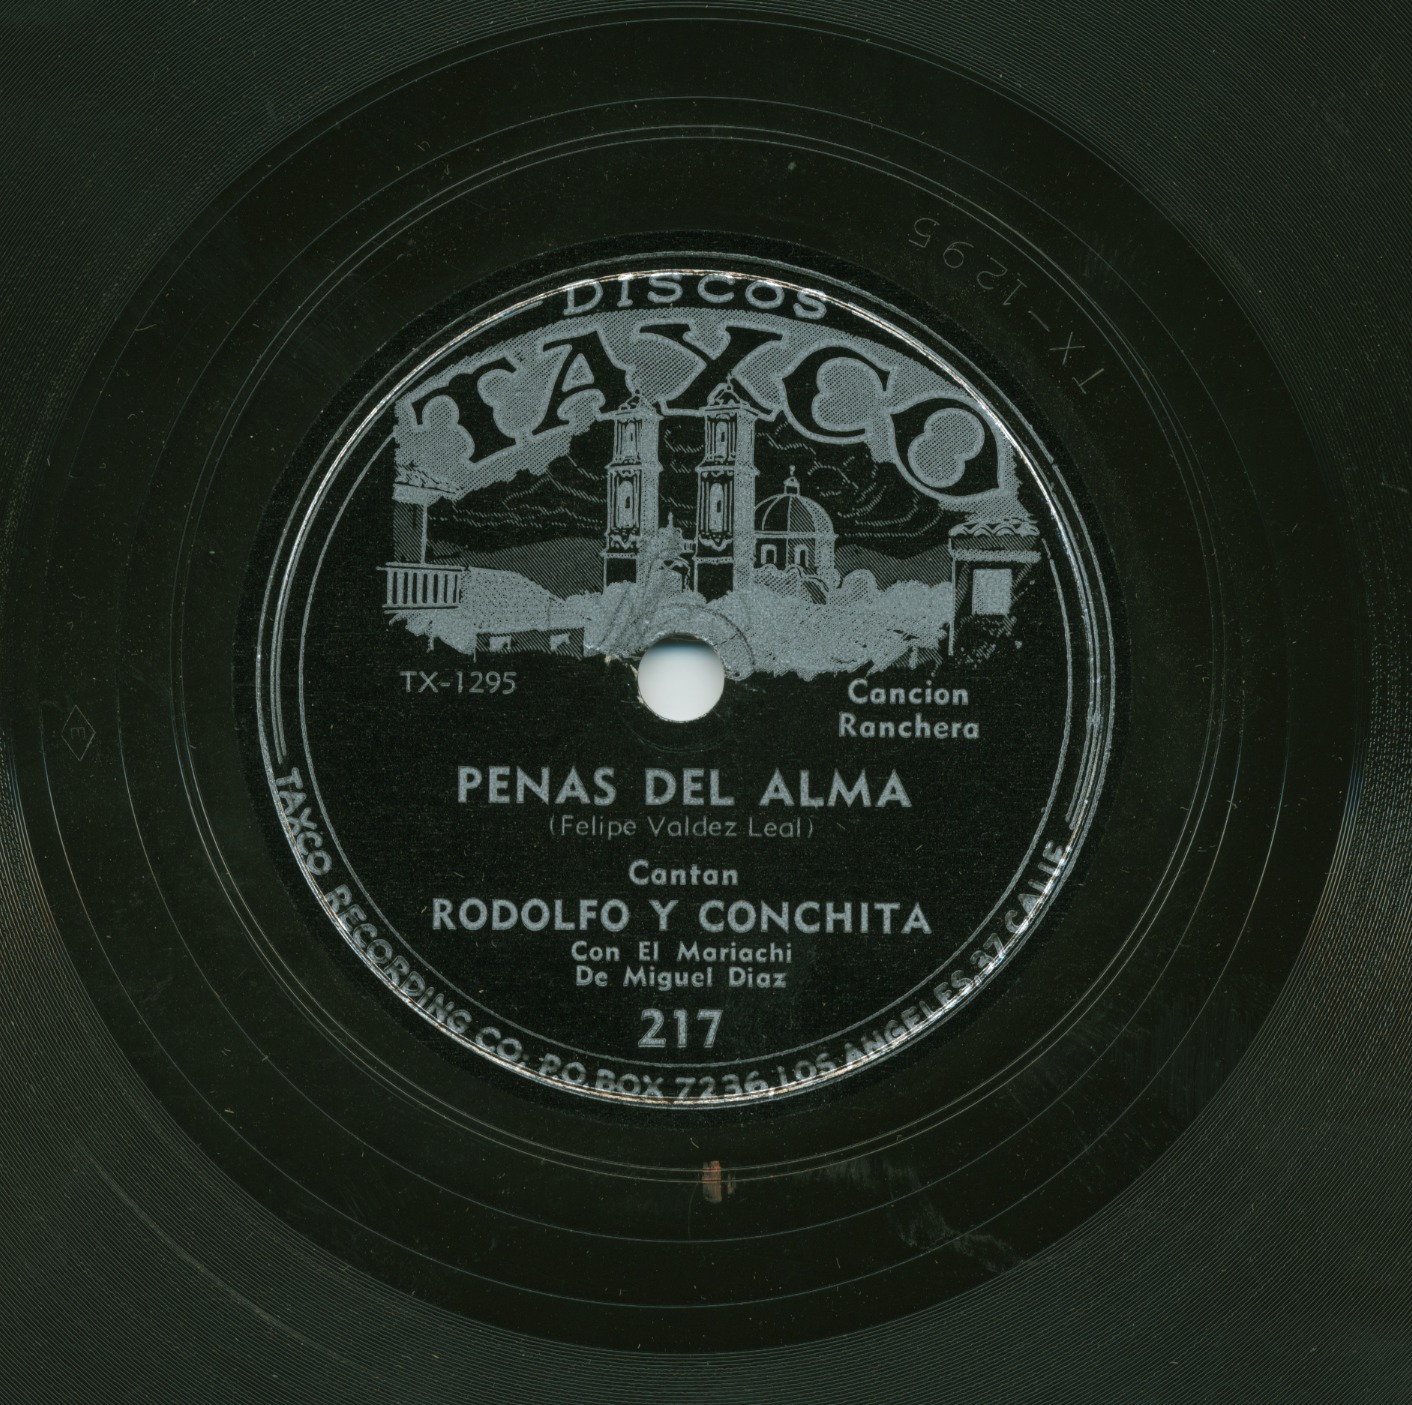 DISCOS
TAXCO
TX-1295
Cancion
Ranchera
PENAS DEL ALMA
(Felipe Valdez Leal)
Cantan
RODOLFO Y CONCHITA
Con El Mariachi
De Miguel Diaz
217
TAXCO RECORDING CO. P.O. BOX 7236, LOS ANGELES, 37 CALIF.
TX-1295
E